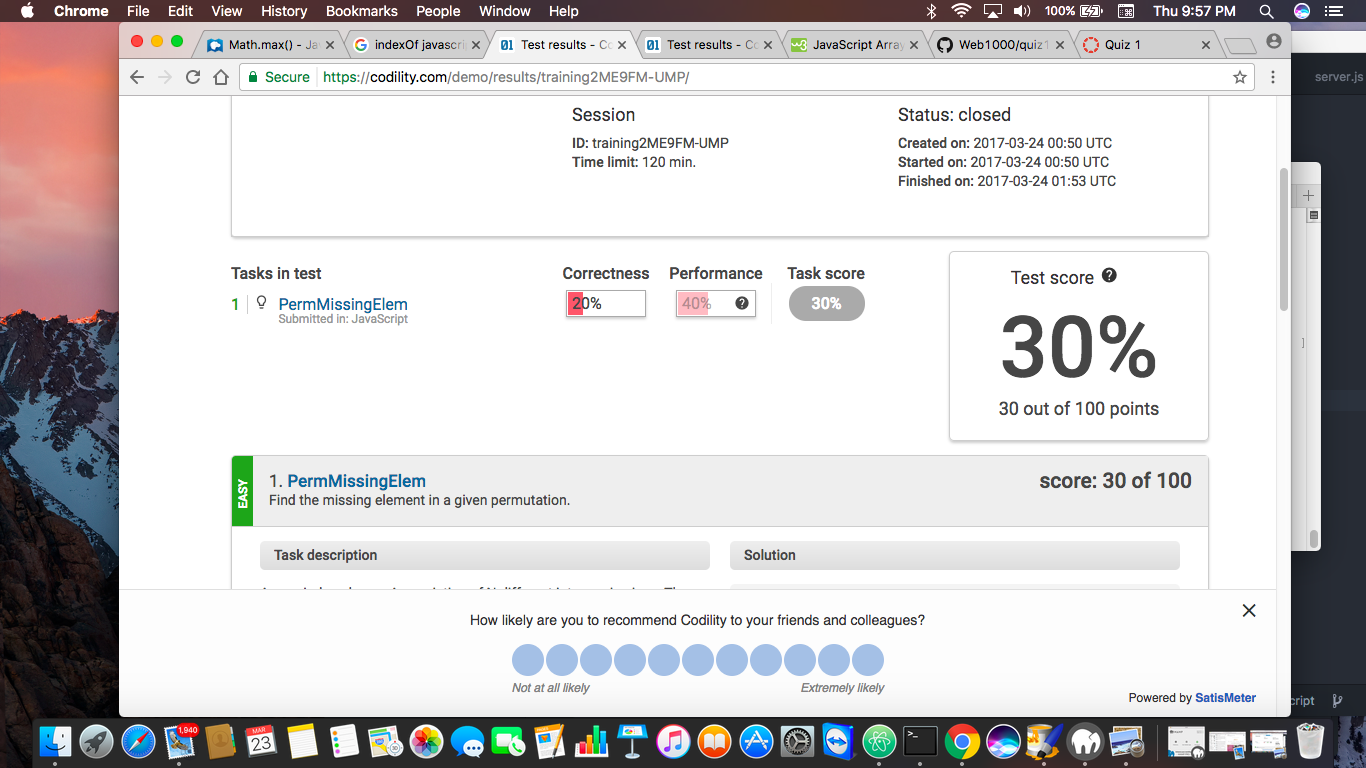 Chrome File Edit View History Bookmarks People Window Help 100% Thu 9:57 PM
Math.max() - Ja
indexOf javascri
Test results - Co
Test results - Co
JavaScript Array
Web1000/quiz1
Quiz 1
server.js
Secure https://codility.com/demo/results/training2ME9FM-UMP/
Session
ID: training2ME9FM-UMP
Time limit: 120 min.
Status: closed
Created on: 2017-03-24 00:50 UTC
Started on: 2017-03-24 00:50 UTC
Finished on: 2017-03-24 01:53 UTC
Tasks in test Correctness Performance Task score
1 PermMissingElem 20% 40% ? 30%
Submitted in: JavaScript
Test score ?
30%
30 out of 100 points
]
EASY
1. PermMissingElem
Find the missing element in a given permutation.
score: 30 of 100
Task description
Solution
How likely are you to recommend Codility to your friends and colleagues?
Not at all likely Extremely likely
Powered by SatisMeter
cript
1,940
MAR
23